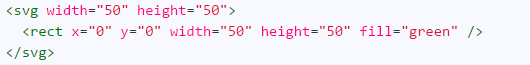 <svg width="50" height="50">
  <rect x="0" y="0" width="50" height="50" fill="green" />
</svg>